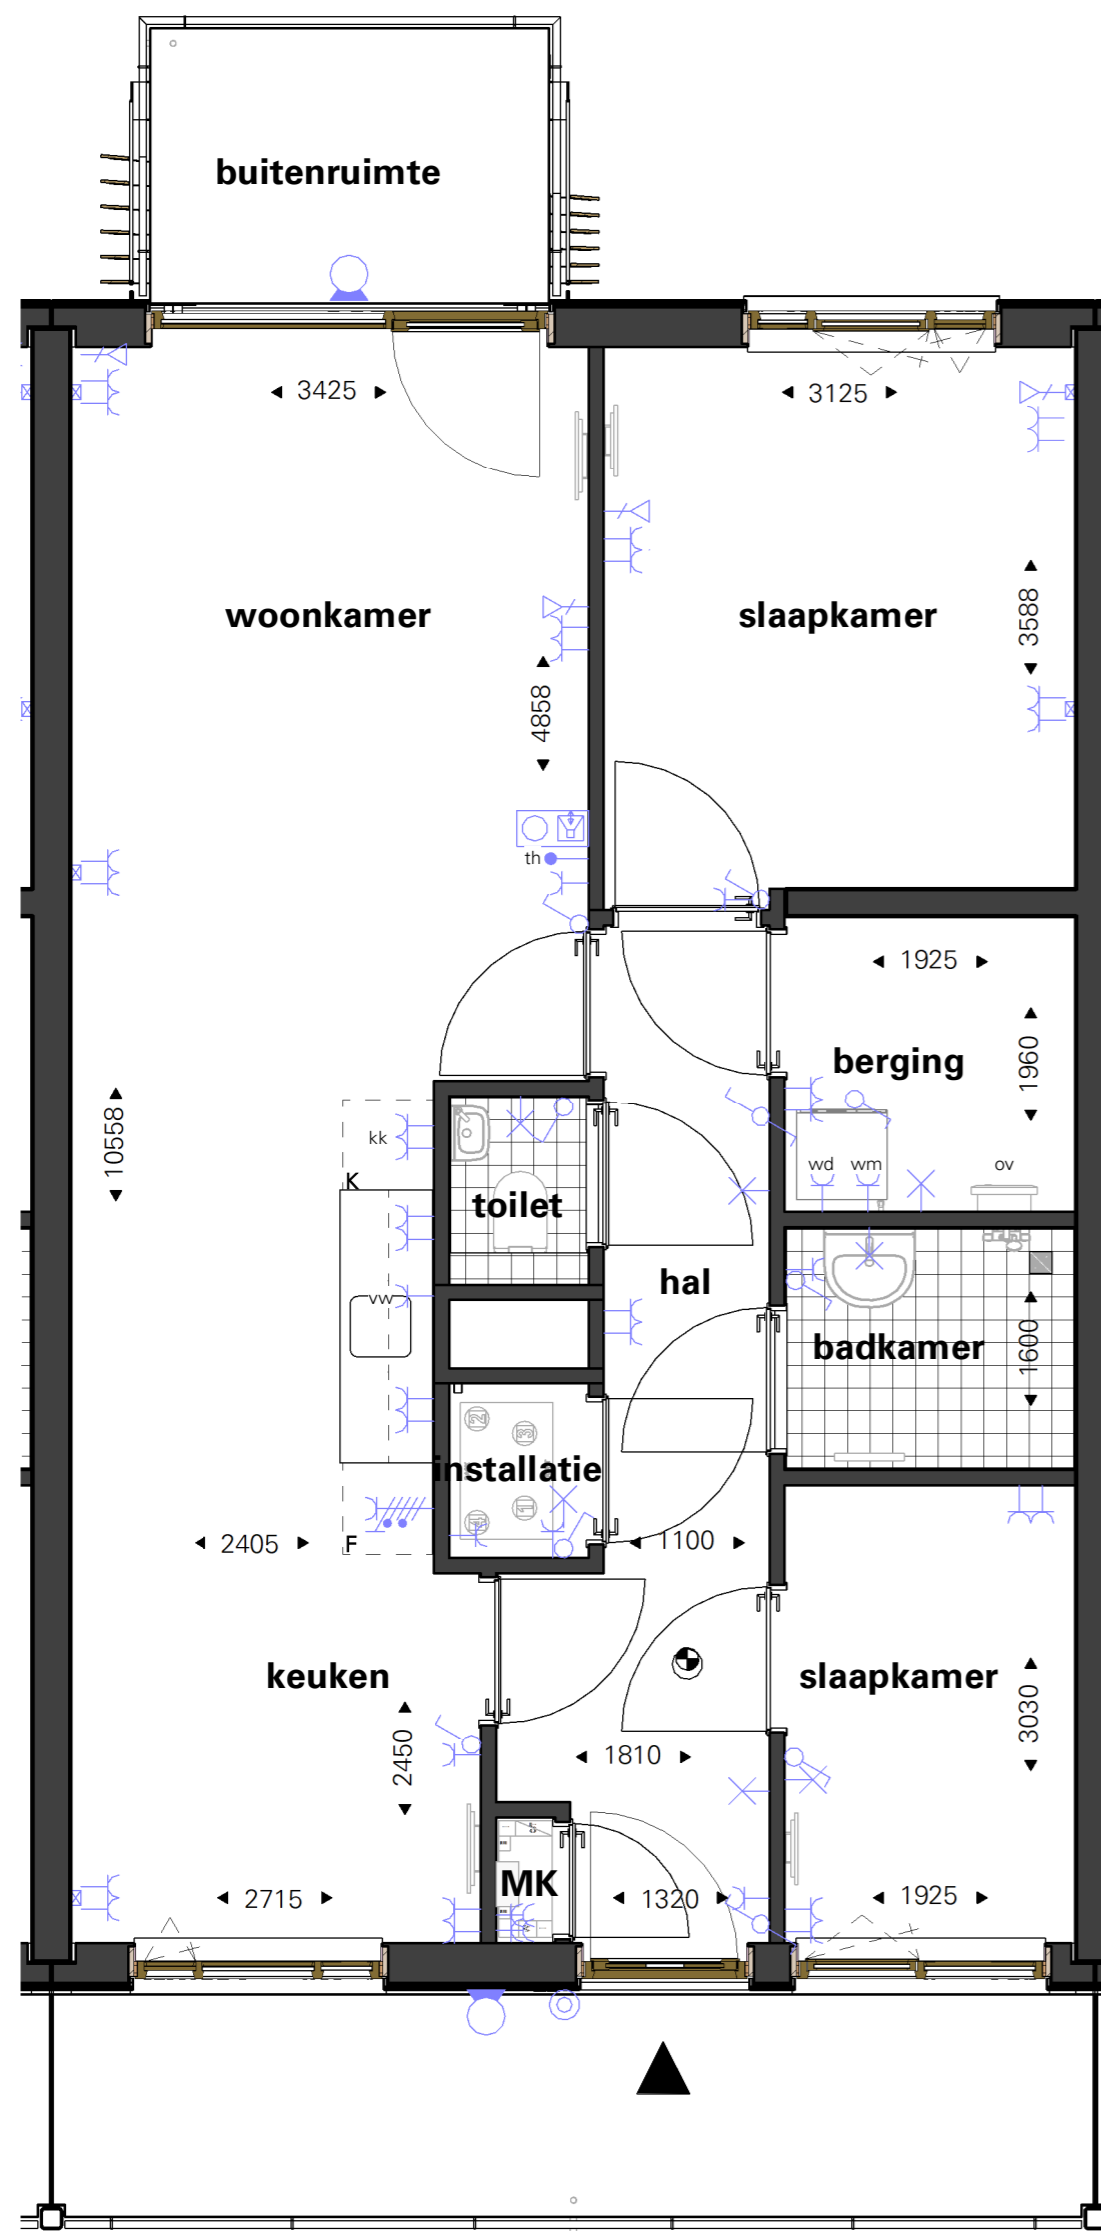 buitenruimte
3425
3125
woonkamer
slaapkamer
3588
4858
th
1925
berging
1960
10558
kk
K
toilet
wd
wm
ov
hal
vw
badkamer
1600
installatie
2405
F
1100
keuken
slaapkamer
3030
2450
1810
MK
2715
1320
1925